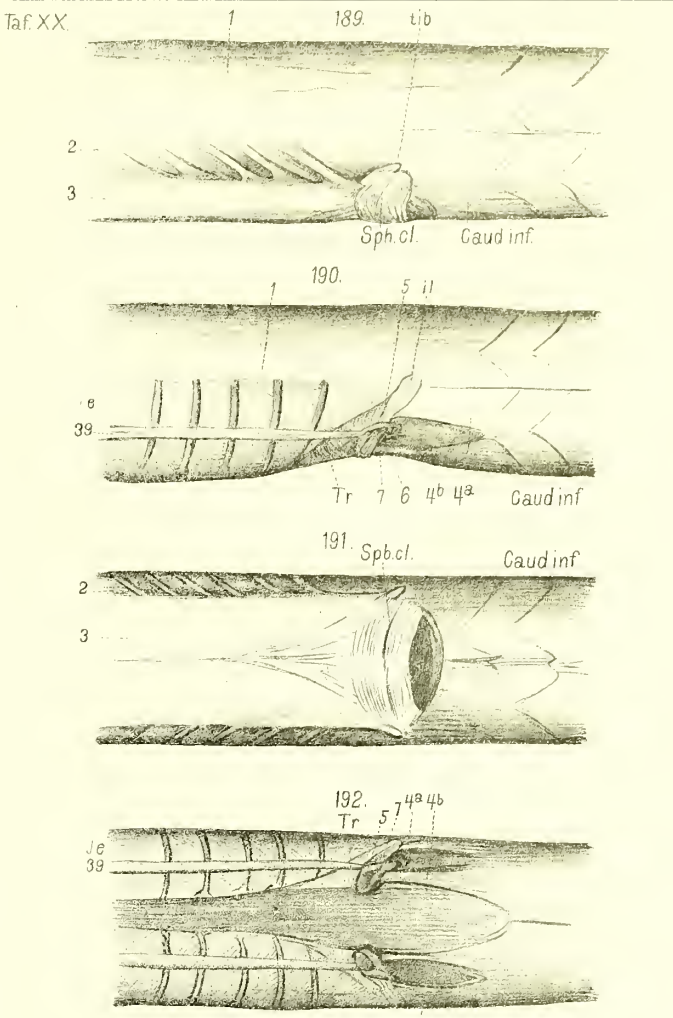 Taf. XX.
1 189. tib
2
3
Sph. cl. Caud inf.
190.
1 5 il
e
39
Tr 7 6 4b 4a Caud inf
191.
Sph. cl. Caud inf
2
3
192.
Tr 5 7 4a 4b
Je
39